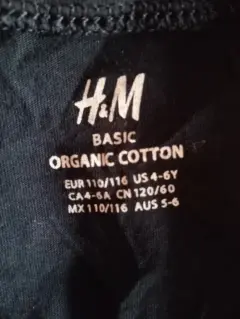 H&M
BASIC
ORGANIC COTTON
EUR 110/116 US 4-6Y
CA4-6A CN 120/60
MX 110/116 AUS 5-6